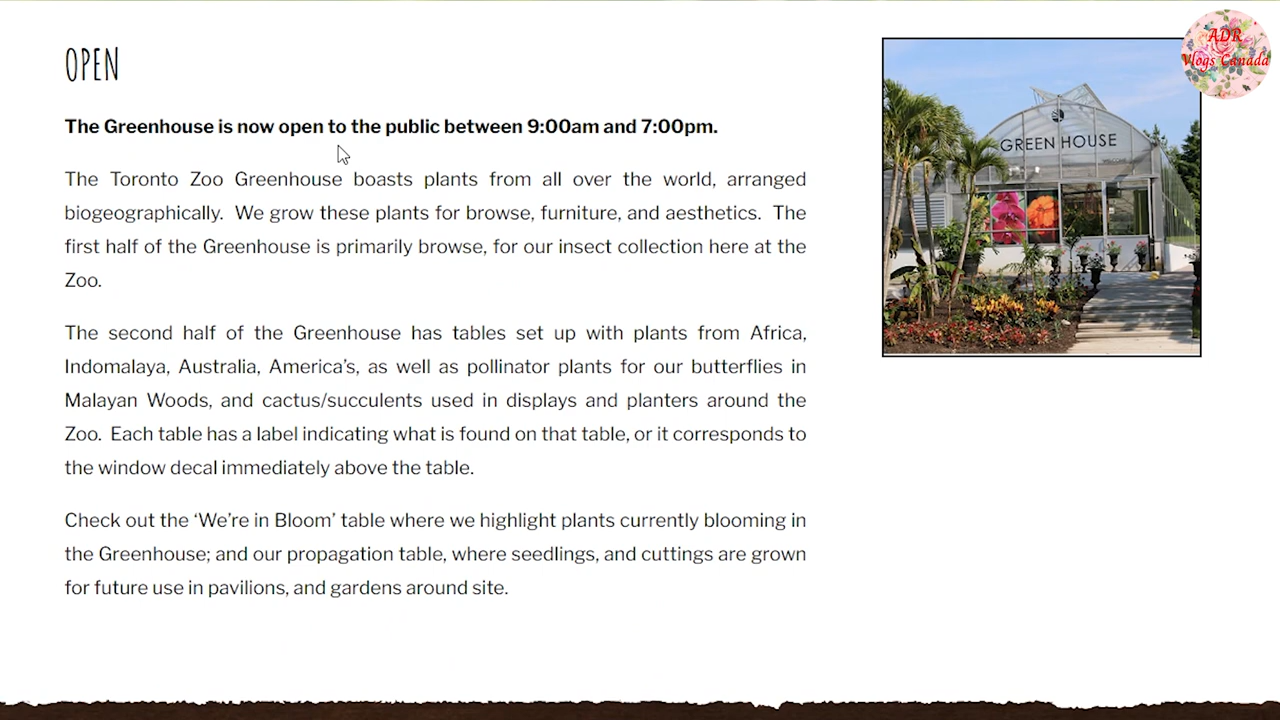 OPEN
The Greenhouse is now open to the public between 9:00am and 7:00pm.
The Toronto Zoo Greenhouse boasts plants from all over the world, arranged
biogeographically. We grow these plants for browse, furniture, and aesthetics. The
first half of the Greenhouse is primarily browse, for our insect collection here at the
Zoo.
The second half of the Greenhouse has tables set up with plants from Africa,
Indomalaya, Australia, America's, as well as pollinator plants for our butterflies in
Malayan Woods, and cactus/succulents used in displays and planters around the
Zoo. Each table has a label indicating what is found on that table, or it corresponds to
the window decal immediately above the table.
Check out the ‘We're in Bloom’ table where we highlight plants currently blooming in
the Greenhouse; and our propagation table, where seedlings, and cuttings are grown
for future use in pavilions, and gardens around site.
GREEN HOUSE
ADR
Vlogs Canada